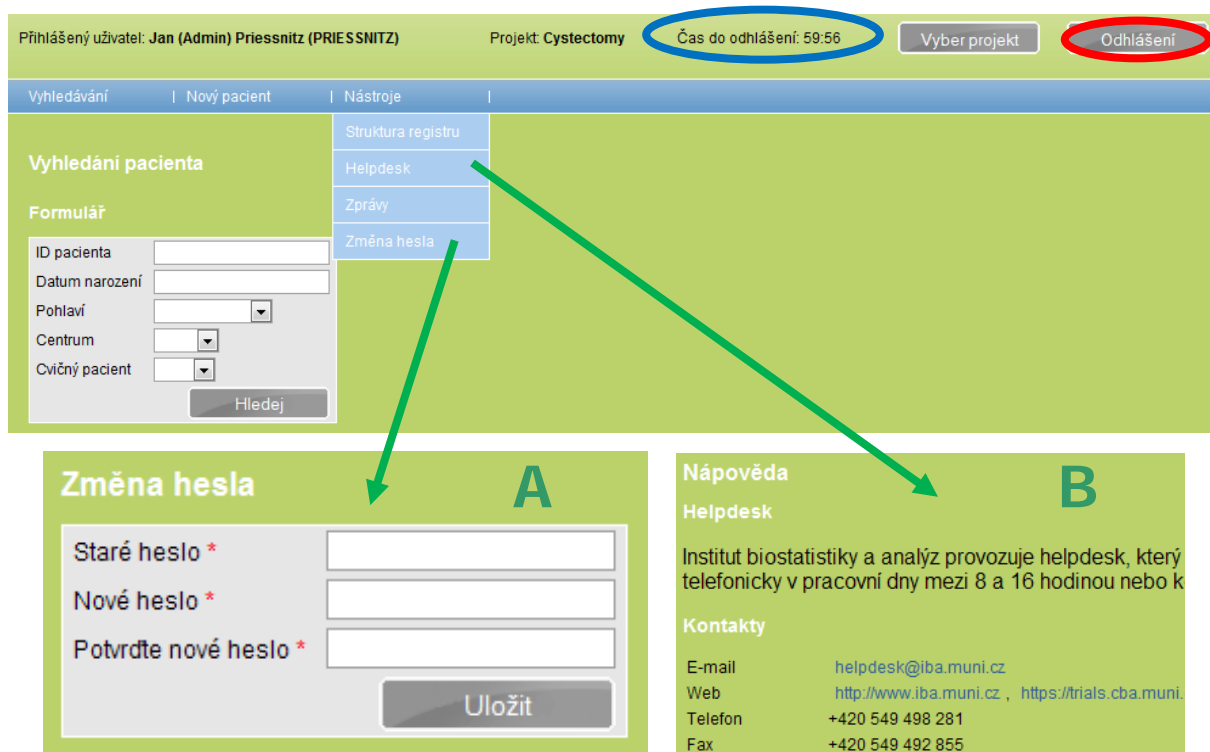 Přihlášený uživatel: Jan (Admin) Priessnitz (PRIESSNITZ) Projekt: Cystectomy Čas do odhlášení: 59:56 Vyber projekt Odhlášení
Vyhledávání | Nový pacient | Nástroje |
Struktura registru
Vyhledání pacienta
Helpdesk
Zprávy
Formulář
Změna hesla
ID pacienta
Datum narození
Pohlaví
Centrum
Cvičný pacient
Hledej
Změna hesla A
Staré heslo *
Nové heslo *
Potvrďte nové heslo *
Uložit
Nápověda B
Helpdesk
Institut biostatistiky a analýz provozuje helpdesk, který
telefonicky v pracovní dny mezi 8 a 16 hodinou nebo k
Kontakty
E-mail helpdesk@iba.muni.cz
Web http://www.iba.muni.cz , https://trials.cba.muni.
Telefon +420 549 498 281
Fax +420 549 492 855